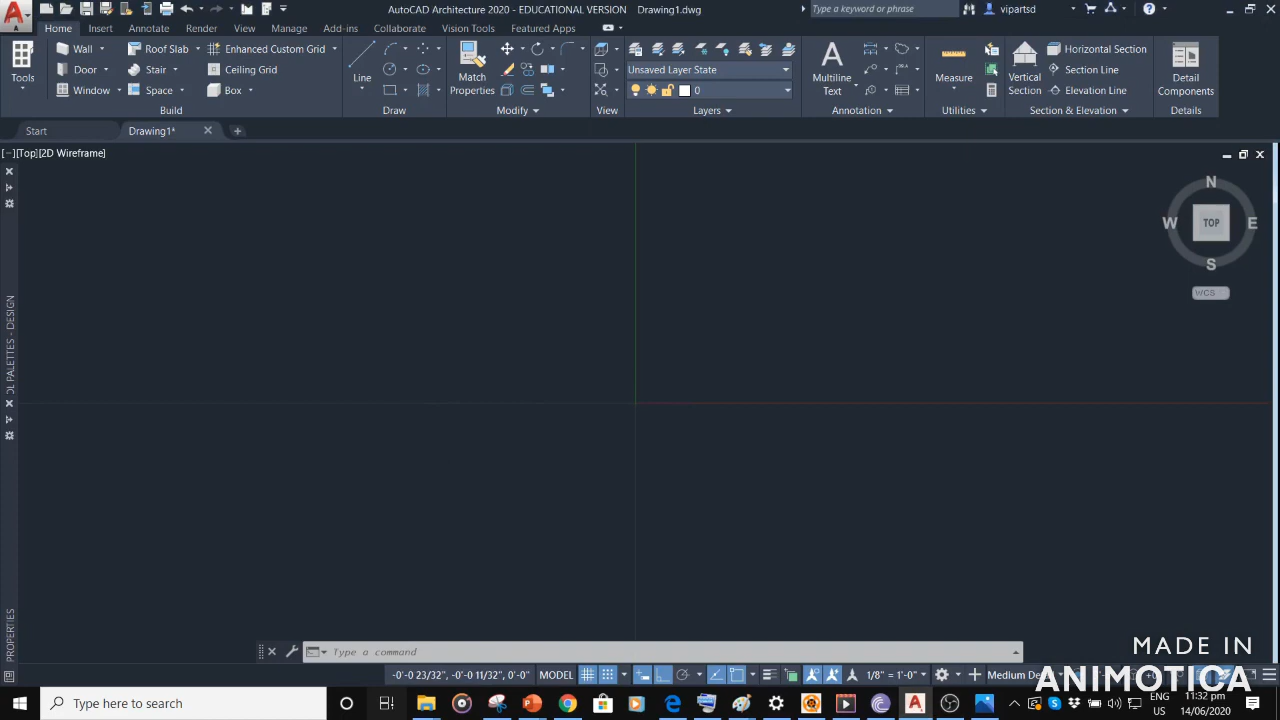 AutoCAD Architecture 2020 - EDUCATIONAL VERSION Drawing1.dwg
Type a keyword or phrase
vipartsd
Home Insert Annotate Render View Manage Collaborate Vision Tools Featured Apps
Tools
Wall
Door
Window
Roof Slab
Stair
Space
Enhanced Custom Grid
Ceiling Grid
Box
Build
Line
Draw
Match
Properties
Modify
View
Unsaved Layer State
0
Layers
A
Multiline
Text
Annotation
Measure
Utilities
Vertical
Section
Horizontal Section
Section Line
Elevation Line
Section & Elevation
Detail
Components
Details
Start
Drawing1*
[−][Top][2D Wireframe]
N
W
TOP
E
S
WCS
OL PALETTES - DESIGN
PROPERTIES
Type a command
-0'-0 23/32", -0'-0 11/32", 0'-0"
MODEL
1/8" = 1'-0"
MADE IN
ANIMOTICA
Type here to search
ENG
US
11:32 pm
14/06/2020